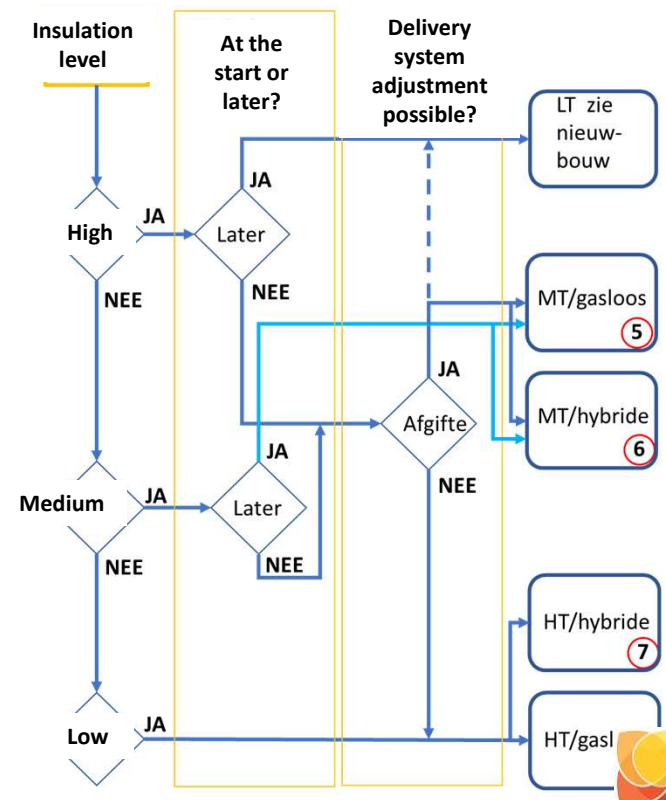 Insulation
level
At the
start or
later?
Delivery
system
adjustment
possible?
LT zie
nieuw-
bouw
JA
JA
High
Later
NEE
NEE
MT/gasloos
5
JA
Afgifte
MT/hybride
6
JA
NEE
Medium
JA
Later
NEE
NEE
HT/hybride
7
Low
JA
HT/gasl